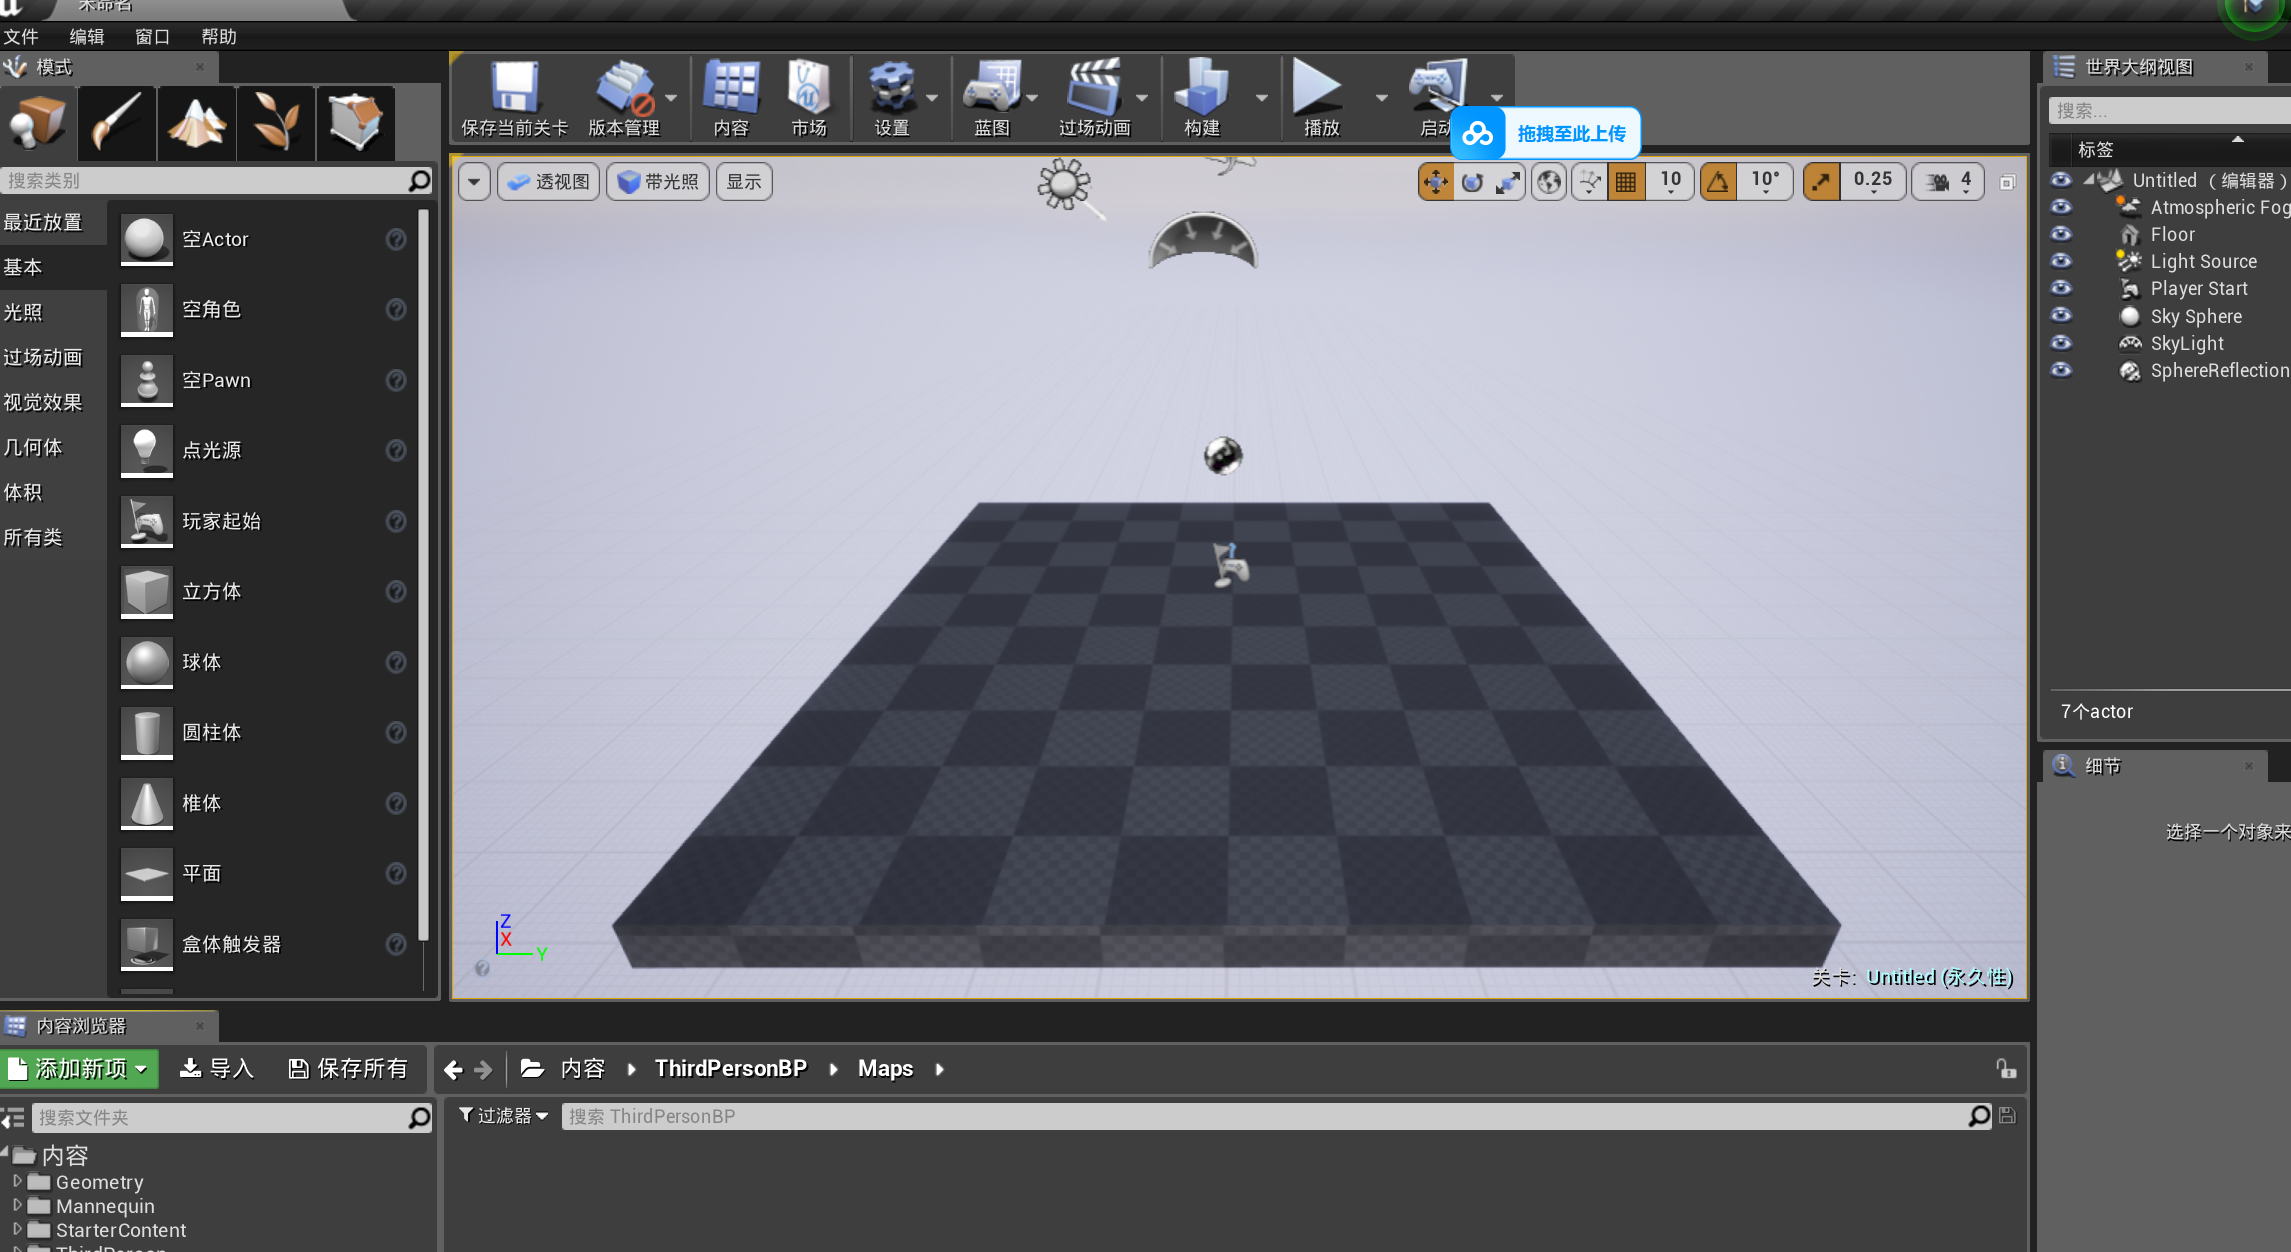 未命名
文件 编辑 窗口 帮助
模式
搜索类别
最近放置
基本
光照
过场动画
视觉效果
几何体
体积
所有类
空Actor
空角色
空Pawn
点光源
玩家起始
立方体
球体
圆柱体
椎体
平面
盒体触发器
保存当前关卡 版本管理 内容 市场 设置 蓝图 过场动画 构建 播放 启动
拖拽至此上传
透视图 带光照 显示
10 10° 0.25 4
Z
X
Y
关卡: Untitled (永久性)
世界大纲视图
搜索...
标签
Untitled （编辑器）
Atmospheric Fog
Floor
Light Source
Player Start
Sky Sphere
SkyLight
SphereReflection
7个actor
细节
选择一个对象来
内容浏览器
添加新项 导入 保存所有
内容 ThirdPersonBP Maps
搜索文件夹
过滤器 搜索 ThirdPersonBP
内容
Geometry
Mannequin
StarterContent
ThirdPerson